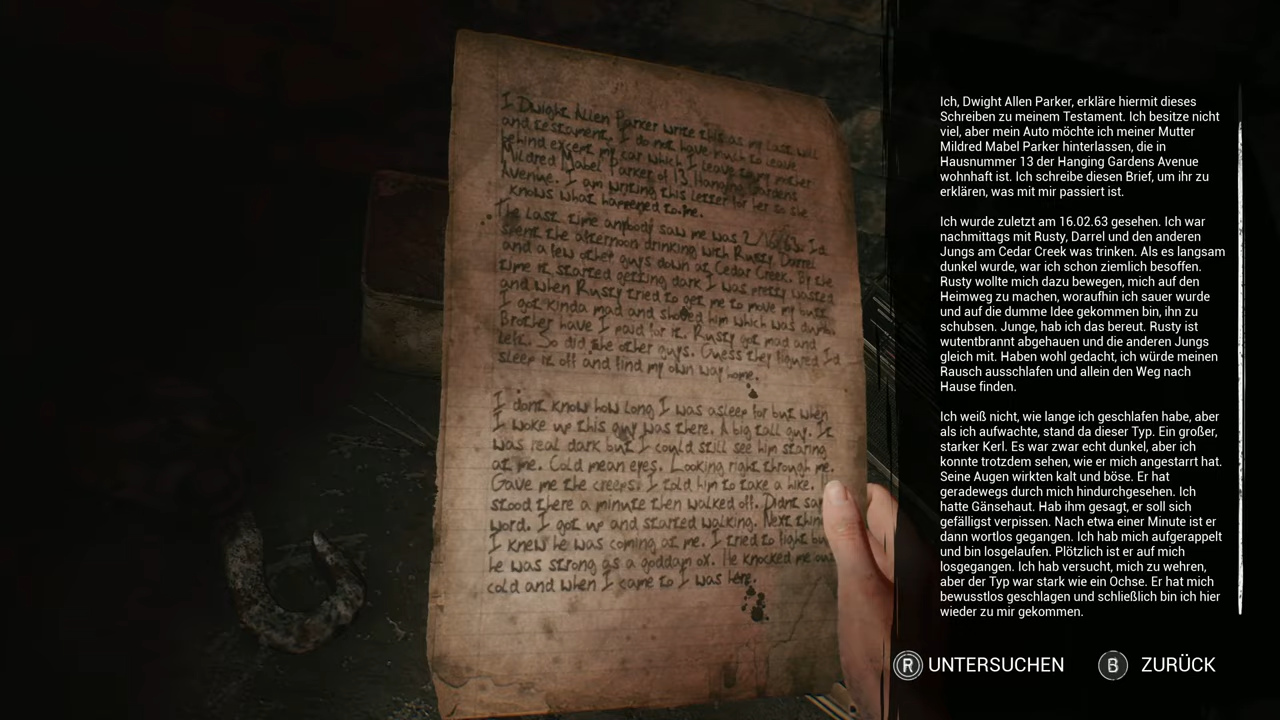 I Dwight Allen Parker write this as my last will
and testament. I do not have much to leave
behind except my car which I leave to my mother
Mildred Mabel Parker of 13 Hanging Gardens
Avenue. I am writing this letter for her so she
knows what happened to me.
The last time anybody saw me was 2/16/63. I'd
spent the afternoon drinking with Rusty, Darrel
and a few other guys down at Cedar Creek. By the
time it started getting dark I was pretty wasted
and when Rusty tried to get me to move my butt
I got kinda mad and shoved him which was dumb.
Brother have I paid for it. Rusty got mad and
left. So did the other guys. Guess they figured I'd
sleep it off and find my own way home.
I dont know how long I was asleep for but when
I woke up this guy was there. A big tall guy. It
was real dark but I could still see him staring
at me. Cold mean eyes. Looking right through me.
Gave me the creeps. I told him to take a hike.
stood there a minute then walked off. Didnt say
word. I got up and started walking. Next thing
I knew he was coming at me. I tried to fight but
he was strong as a goddam ox. He knocked me out
cold and when I came to I was here.
Ich, Dwight Allen Parker, erkläre hiermit dieses
Schreiben zu meinem Testament. Ich besitze nicht
viel, aber mein Auto möchte ich meiner Mutter
Mildred Mabel Parker hinterlassen, die in
Hausnummer 13 der Hanging Gardens Avenue
wohnhaft ist. Ich schreibe diesen Brief, um ihr zu
erklären, was mit mir passiert ist.
Ich wurde zuletzt am 16.02.63 gesehen. Ich war
nachmittags mit Rusty, Darrel und den anderen
Jungs am Cedar Creek was trinken. Als es langsam
dunkel wurde, war ich schon ziemlich besoffen.
Rusty wollte mich dazu bewegen, mich auf den
Heimweg zu machen, woraufhin ich sauer wurde
und auf die dumme Idee gekommen bin, ihn zu
schubsen. Junge, hab ich das bereut. Rusty ist
wutentbrannt abgehauen und die anderen Jungs
gleich mit. Haben wohl gedacht, ich würde meinen
Rausch ausschlafen und allein den Weg nach
Hause finden.
Ich weiß nicht, wie lange ich geschlafen habe, aber
als ich aufwachte, stand da dieser Typ. Ein großer,
starker Kerl. Es war zwar echt dunkel, aber ich
konnte trotzdem sehen, wie er mich angestarrt hat.
Seine Augen wirkten kalt und böse. Er hat
geradewegs durch mich hindurchgesehen. Ich
hatte Gänsehaut. Hab ihm gesagt, er soll sich
gefälligst verpissen. Nach etwa einer Minute ist er
dann wortlos gegangen. Ich hab mich aufgerappelt
und bin losgelaufen. Plötzlich ist er auf mich
losgegangen. Ich hab versucht, mich zu wehren,
aber der Typ war stark wie ein Ochse. Er hat mich
bewusstlos geschlagen und schließlich bin ich hier
wieder zu mir gekommen.
R UNTERSUCHEN B ZURÜCK